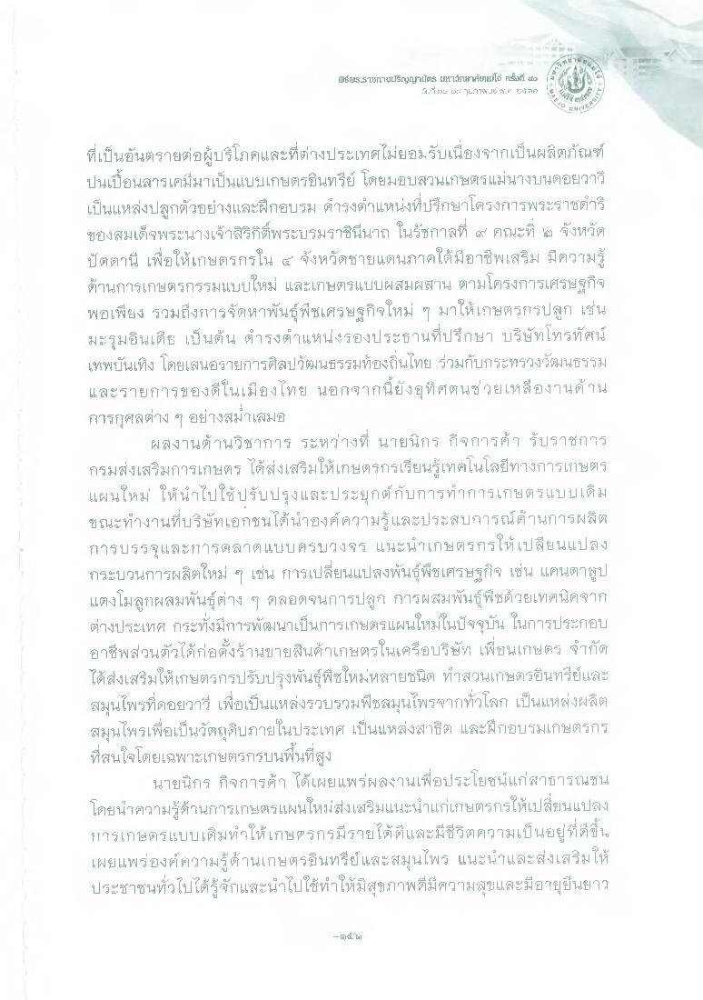 พิธีพระราชทานปริญญาบัตร มหาวิทยาลัยแม่โจ้ ครั้งที่ ๔๐
มหาวิทยาลัยแม่โจ้
MAEJO UNIVERSITY
ที่เป็นอันตรายต่อผู้บริโภคและที่ต่างประเทศไม่ยอมรับเนื่องจากเป็นผลิตภัณฑ์
ปนเปื้อนสารเคมีมาเป็นแบบเกษตรอินทรีย์ โดยมอบสวนเกษตรแม่นางบนดอยวาวี
เป็นแหล่งปลูกตัวอย่างและฝึกอบรม ดำรงตำแหน่งที่ปรึกษาโครงการพระราชดำริ
ของสมเด็จพระนางเจ้าสิริกิติ์พระบรมราชินีนาถ ในรัชกาลที่ ๙ คณะที่ ๒ จังหวัด
ปัตตานี เพื่อให้เกษตรกรใน ๔ จังหวัดชายแดนภาคใต้มีอาชีพเสริม มีความรู้
ด้านการเกษตรกรรมแบบใหม่ และเกษตรแบบผสมผสาน ตามโครงการเศรษฐกิจ
พอเพียง รวมถึงการจัดหาพันธุ์พืชเศรษฐกิจใหม่ ๆ มาให้เกษตรกรปลูก เช่น
มะรุมอินเดีย เป็นต้น ดำรงตำแหน่งรองประธานที่ปรึกษา บริษัทโทรทัศน์
เทพบันเทิง โดยเสนอรายการศิลปวัฒนธรรมท้องถิ่นไทย ร่วมกับกระทรวงวัฒนธรรม
และรายการของดีในเมืองไทย นอกจากนี้ยังอุทิศตนช่วยเหลืองานด้าน
การกุศลต่าง ๆ อย่างสม่ำเสมอ
ผลงานด้านวิชาการ ระหว่างที่ นายนิกร กิจการค้า รับราชการ
กรมส่งเสริมการเกษตร ได้ส่งเสริมให้เกษตรกรเรียนรู้เทคโนโลยีทางการเกษตร
แผนใหม่ ให้นำไปใช้ปรับปรุงและประยุกต์กับการทำการเกษตรแบบเดิม
ขณะทำงานที่บริษัทเอกชนได้นำองค์ความรู้และประสบการณ์ด้านการผลิต
การบรรจุและการตลาดแบบครบวงจร แนะนำเกษตรกรให้เปลี่ยนแปลง
กระบวนการผลิตใหม่ ๆ เช่น การเปลี่ยนแปลงพันธุ์พืชเศรษฐกิจ เช่น แคนตาลูป
แตงโมลูกผสมพันธุ์ต่าง ๆ ตลอดจนการปลูก การผสมพันธุ์พืชด้วยเทคนิคจาก
ต่างประเทศ กระทั่งมีการพัฒนาเป็นการเกษตรแผนใหม่ในปัจจุบัน ในการประกอบ
อาชีพส่วนตัวได้ก่อตั้งร้านขายสินค้าเกษตรในเครือบริษัท เพื่อนเกษตร จำกัด
ได้ส่งเสริมให้เกษตรกรปรับปรุงพันธุ์พืชใหม่หลายชนิด ทำสวนเกษตรอินทรีย์และ
สมุนไพรที่ดอยวาวี เพื่อเป็นแหล่งรวบรวมพืชสมุนไพรจากทั่วโลก เป็นแหล่งผลิต
สมุนไพรเพื่อเป็นวัตถุดิบภายในประเทศ เป็นแหล่งสาธิต และฝึกอบรมเกษตรกร
ที่สนใจโดยเฉพาะเกษตรกรบนพื้นที่สูง
นายนิกร กิจการค้า ได้เผยแพร่ผลงานเพื่อประโยชน์แก่สาธารณชน
โดยนำความรู้ด้านการเกษตรแผนใหม่ส่งเสริมแนะนำแก่เกษตรกรให้เปลี่ยนแปลง
การเกษตรแบบเดิมทำให้เกษตรกรมีรายได้ดีและมีชีวิตความเป็นอยู่ที่ดีขึ้น
เผยแพร่องค์ความรู้ด้านเกษตรอินทรีย์และสมุนไพร แนะนำและส่งเสริมให้
ประชาชนทั่วไปได้รู้จักและนำไปใช้ทำให้มีสุขภาพดีมีความสุขและมีอายุยืนยาว